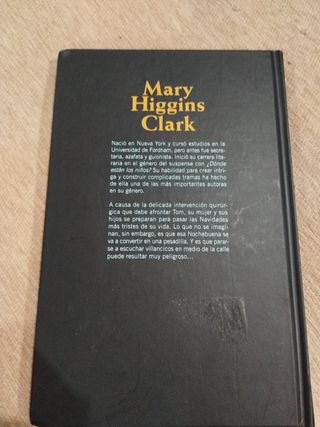 Mary
Higgins
Clark
Nació en Nueva York y cursó estudios en la
Universidad de Fordham, pero antes fue secre-
taria, azafata y guionista. Inició su carrera lite-
raria en el género del suspense con ¿Dónde
están los niños? Su habilidad para crear intri-
ga y construir complicadas tramas ha hecho
de ella una de las más importantes autoras
en su género.
A causa de la delicada intervención quirúr-
gica que debe afrontar Tom, su mujer y sus
hijos se preparan para pasar las Navidades
más tristes de su vida. Lo que no se imagi-
nan, sin embargo, es que esa Nochebuena se
va a convertir en una pesadilla. Y es que parar-
se a escuchar villancicos en medio de la calle
puede resultar muy peligroso...